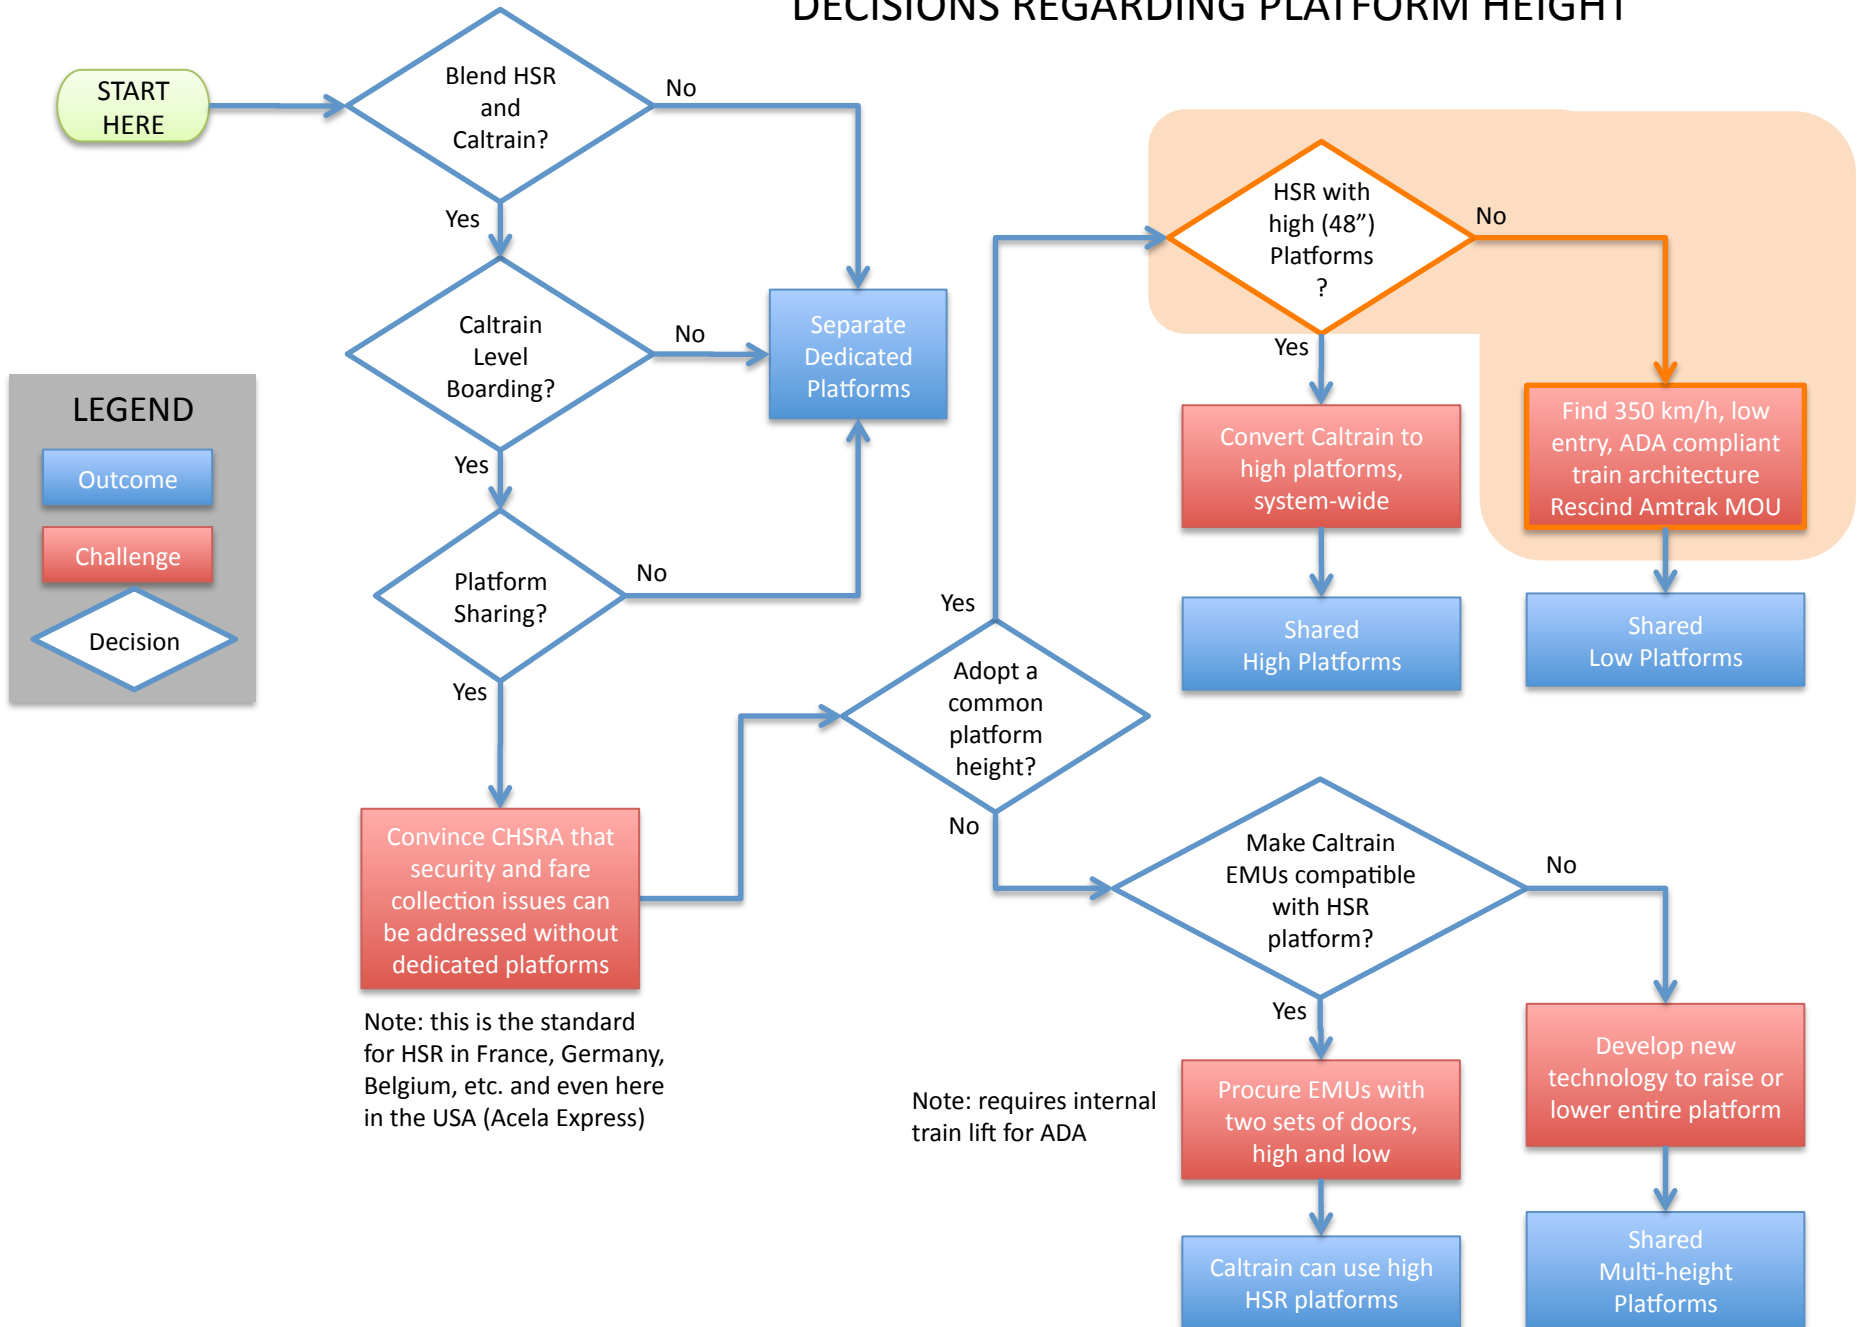 DECISIONS REGARDING PLATFORM HEIGHT
START
HERE
Blend HSR
and
Caltrain?
No
Yes
Caltrain
Level
Boarding?
No
Yes
Separate
Dedicated
Platforms
LEGEND
Outcome
Challenge
Decision
Platform
Sharing?
No
Yes
Convince CHSRA that
security and fare
collection issues can
be addressed without
dedicated platforms
Note: this is the standard
for HSR in France, Germany,
Belgium, etc. and even here
in the USA (Acela Express)
Adopt a
common
platform
height?
Yes
No
HSR with
high (48”)
Platforms
?
No
Yes
Convert Caltrain to
high platforms,
system-wide
Shared
High Platforms
Find 350 km/h, low
entry, ADA compliant
train architecture
Rescind Amtrak MOU
Shared
Low Platforms
Make Caltrain
EMUs compatible
with HSR
platform?
No
Yes
Note: requires internal
train lift for ADA
Procure EMUs with
two sets of doors,
high and low
Caltrain can use high
HSR platforms
Develop new
technology to raise or
lower entire platform
Shared
Multi-height
Platforms